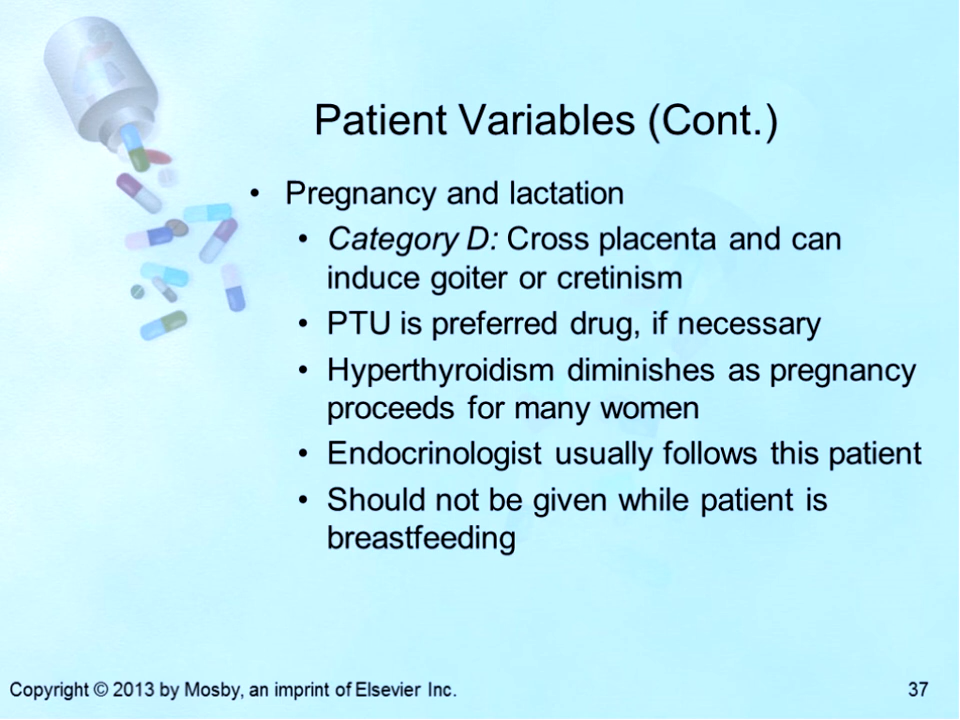 Patient Variables (Cont.)
• Pregnancy and lactation
• Category D: Cross placenta and can
induce goiter or cretinism
• PTU is preferred drug, if necessary
• Hyperthyroidism diminishes as pregnancy
proceeds for many women
• Endocrinologist usually follows this patient
• Should not be given while patient is
breastfeeding
Copyright © 2013 by Mosby, an imprint of Elsevier Inc.
37